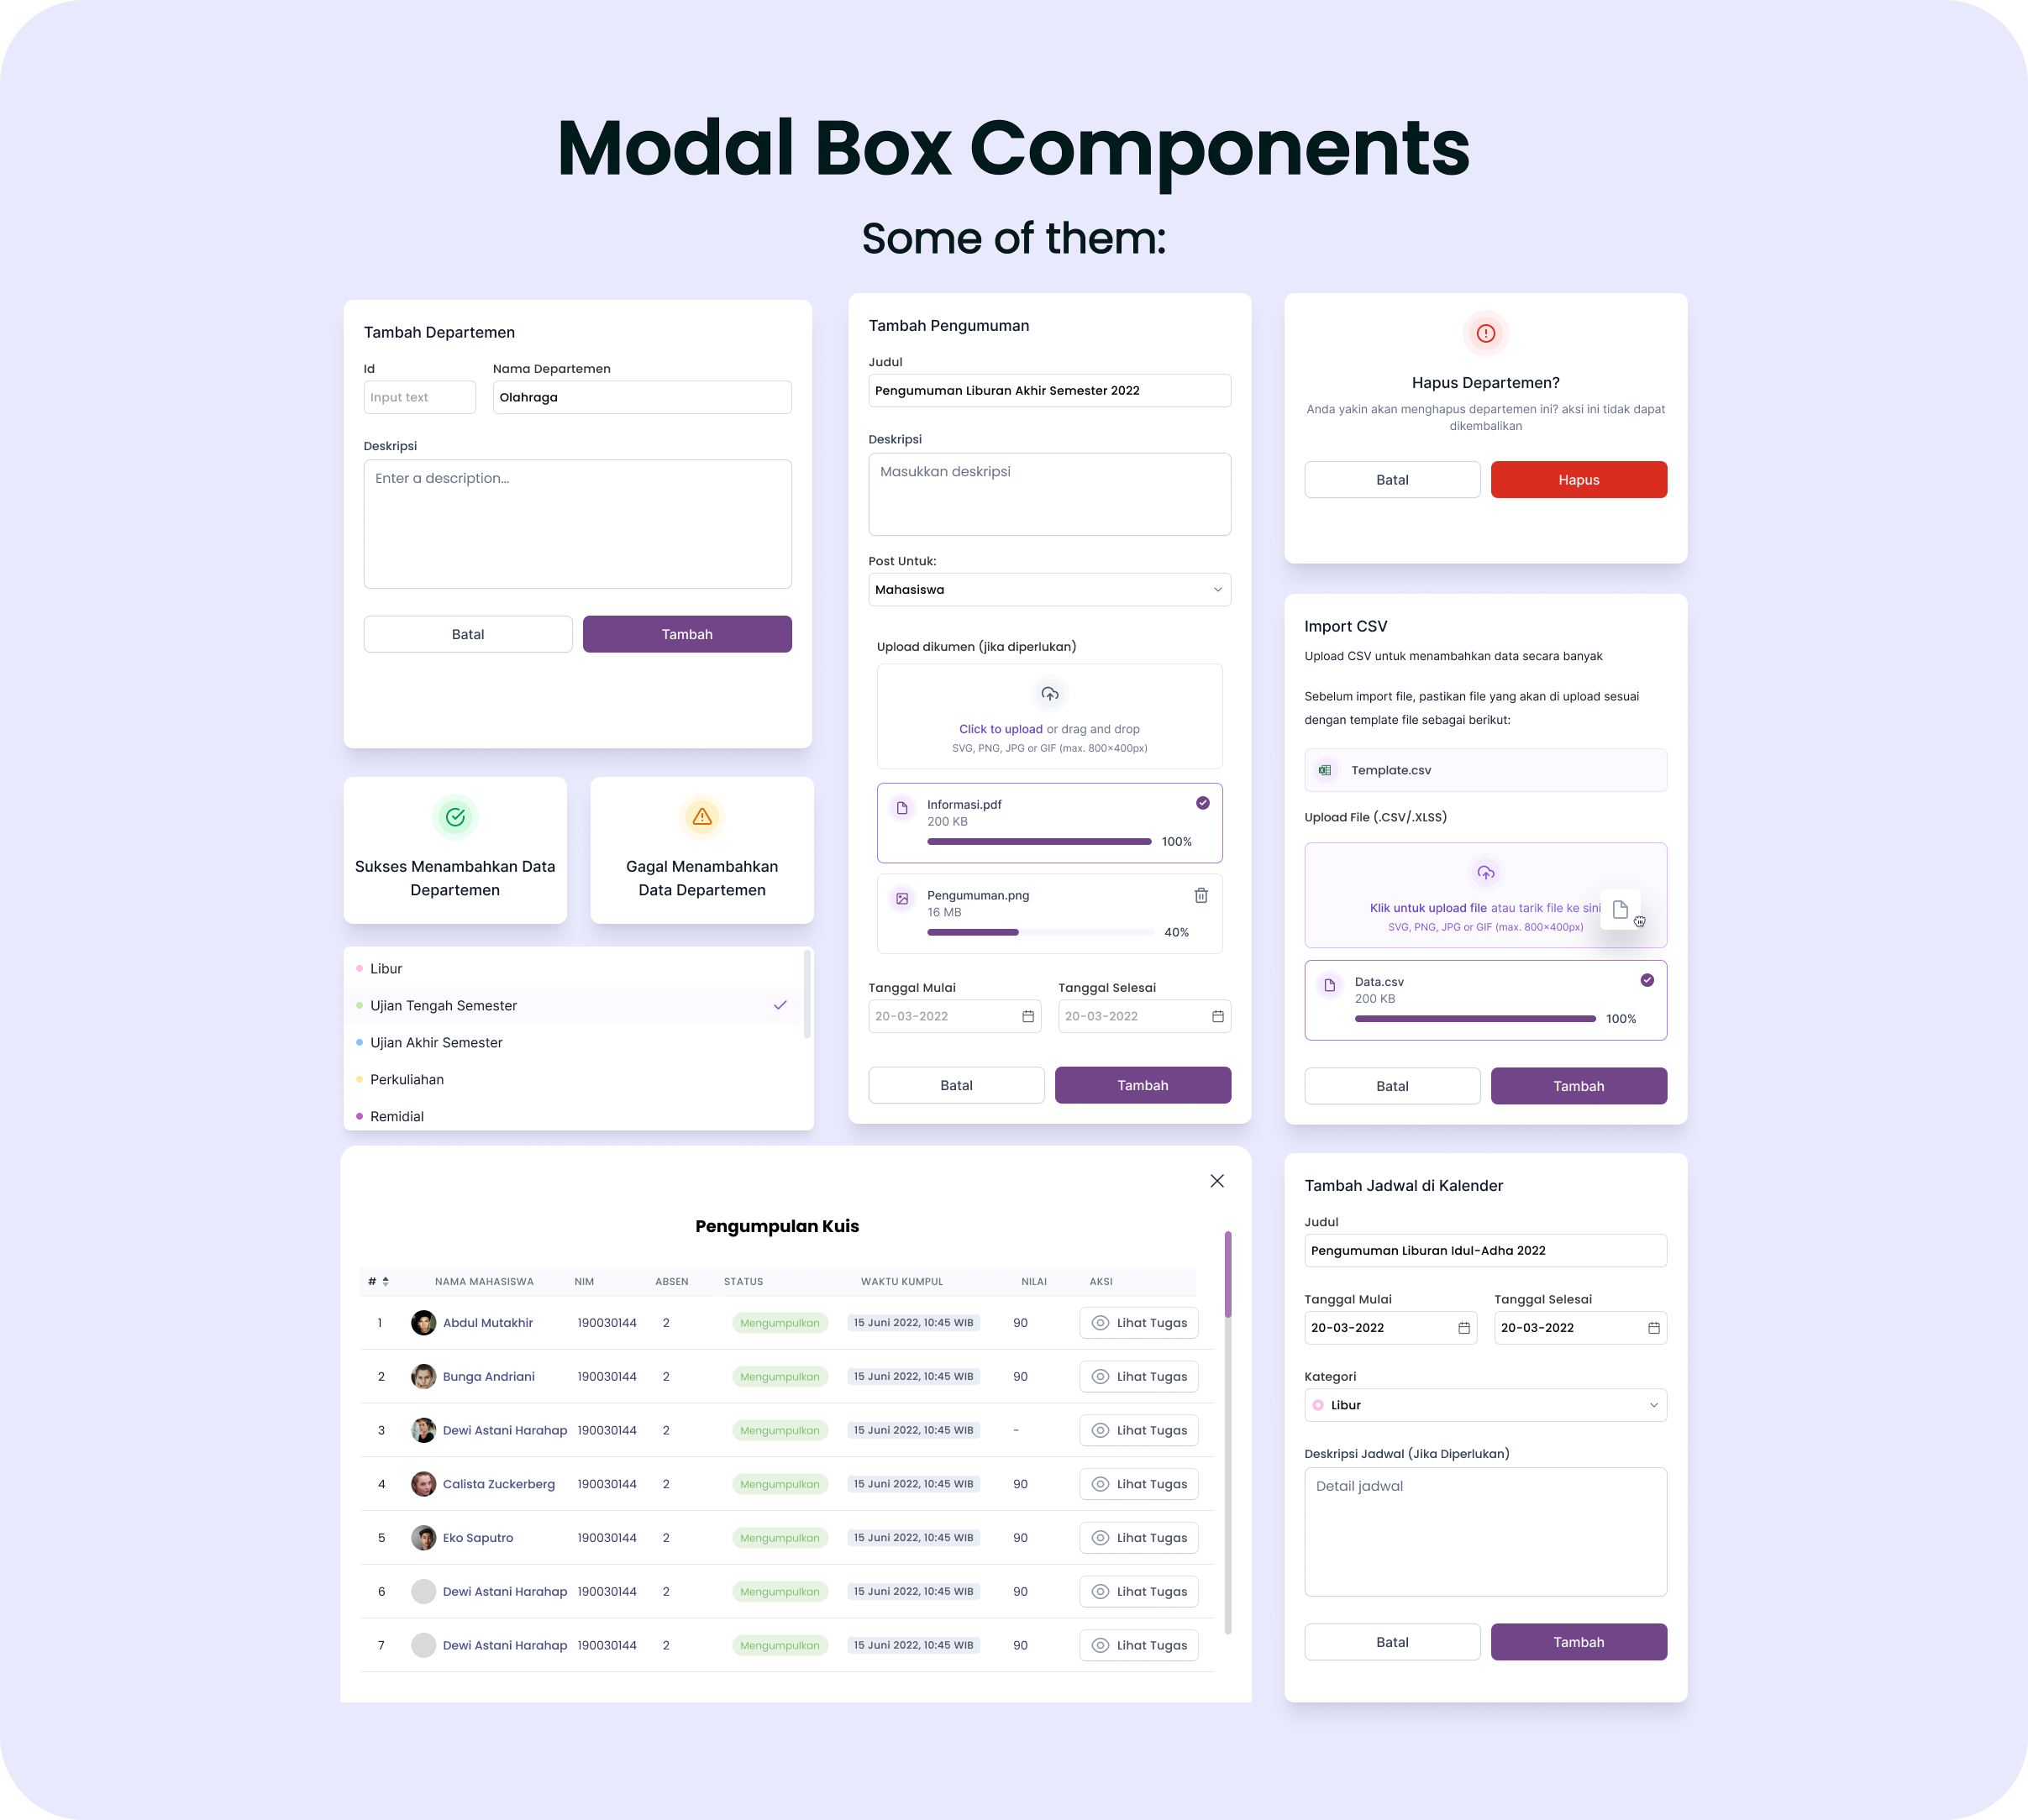 Modal Box Components
Some of them:
Tambah Departemen
Id
Nama Departemen
Input text
Olahraga
Deskripsi
Enter a description...
Batal
Tambah
Sukses Menambahkan Data
Departemen
Gagal Menambahkan
Data Departemen
Libur
Ujian Tengah Semester
Ujian Akhir Semester
Perkuliahan
Remidial
Tambah Pengumuman
Judul
Pengumuman Liburan Akhir Semester 2022
Deskripsi
Masukkan deskripsi
Post Untuk:
Mahasiswa
Upload dikumen (jika diperlukan)
Click to upload or drag and drop
SVG, PNG, JPG or GIF (max. 800x400px)
Informasi.pdf
200 KB
100%
Pengumuman.png
16 MB
40%
Tanggal Mulai
Tanggal Selesai
20-03-2022
20-03-2022
Batal
Tambah
Hapus Departemen?
Anda yakin akan menghapus departemen ini? aksi ini tidak dapat
dikembalikan
Batal
Hapus
Import CSV
Upload CSV untuk menambahkan data secara banyak
Sebelum import file, pastikan file yang akan di upload sesuai
dengan template file sebagai berikut:
Template.csv
Upload File (.CSV/.XLSS)
Klik untuk upload file atau tarik file ke sini
SVG, PNG, JPG or GIF (max. 800x400px)
Data.csv
200 KB
100%
Batal
Tambah
Pengumpulan Kuis
# NAMA MAHASISWA NIM ABSEN STATUS WAKTU KUMPUL NILAI AKSI
1 Abdul Mutakhir 190030144 2 Mengumpulkan 15 Juni 2022, 10:45 WIB 90 Lihat Tugas
2 Bunga Andriani 190030144 2 Mengumpulkan 15 Juni 2022, 10:45 WIB 90 Lihat Tugas
3 Dewi Astani Harahap 190030144 2 Mengumpulkan 15 Juni 2022, 10:45 WIB - Lihat Tugas
4 Calista Zuckerberg 190030144 2 Mengumpulkan 15 Juni 2022, 10:45 WIB 90 Lihat Tugas
5 Eko Saputro 190030144 2 Mengumpulkan 15 Juni 2022, 10:45 WIB 90 Lihat Tugas
6 Dewi Astani Harahap 190030144 2 Mengumpulkan 15 Juni 2022, 10:45 WIB 90 Lihat Tugas
7 Dewi Astani Harahap 190030144 2 Mengumpulkan 15 Juni 2022, 10:45 WIB 90 Lihat Tugas
Tambah Jadwal di Kalender
Judul
Pengumuman Liburan Idul-Adha 2022
Tanggal Mulai
Tanggal Selesai
20-03-2022
20-03-2022
Kategori
Libur
Deskripsi Jadwal (Jika Diperlukan)
Detail jadwal
Batal
Tambah